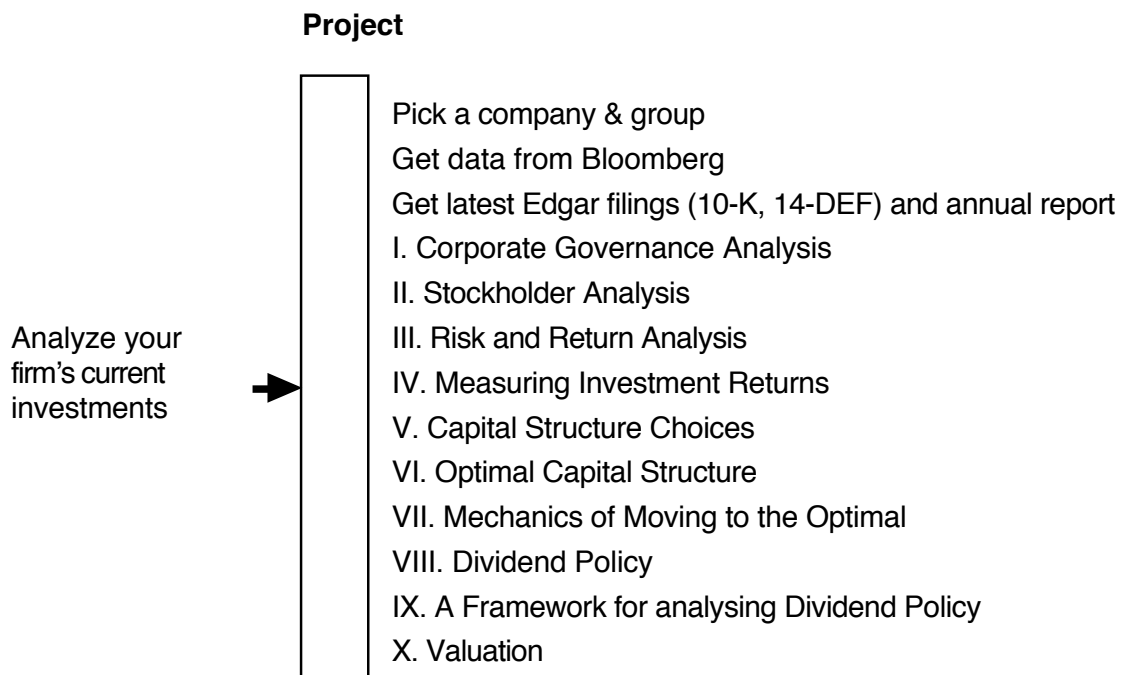 Project
Pick a company & group
Get data from Bloomberg
Get latest Edgar filings (10-K, 14-DEF) and annual report
I. Corporate Governance Analysis
II. Stockholder Analysis
III. Risk and Return Analysis
IV. Measuring Investment Returns
V. Capital Structure Choices
VI. Optimal Capital Structure
VII. Mechanics of Moving to the Optimal
VIII. Dividend Policy
IX. A Framework for analysing Dividend Policy
X. Valuation
Analyze your
firm’s current
investments